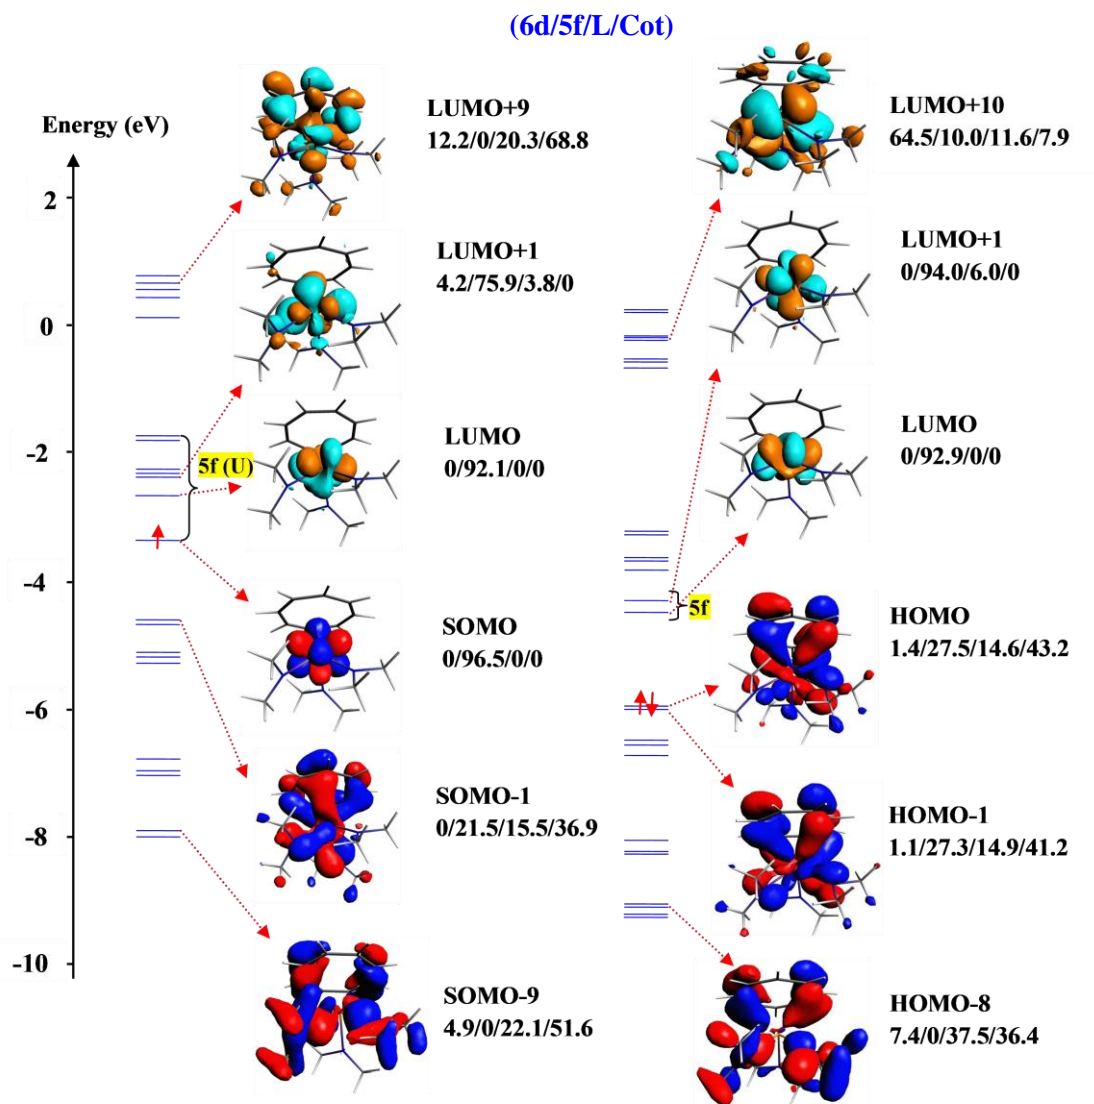 (6d/5f/L/Cot)
Energy (eV)
2
0
-2
-4
-6
-8
-10
LUMO+9
12.2/0/20.3/68.8
LUMO+1
4.2/75.9/3.8/0
5f (U)
LUMO
0/92.1/0/0
SOMO
0/96.5/0/0
SOMO-1
0/21.5/15.5/36.9
SOMO-9
4.9/0/22.1/51.6
LUMO+10
64.5/10.0/11.6/7.9
LUMO+1
0/94.0/6.0/0
LUMO
0/92.9/0/0
5f
HOMO
1.4/27.5/14.6/43.2
HOMO-1
1.1/27.3/14.9/41.2
HOMO-8
7.4/0/37.5/36.4